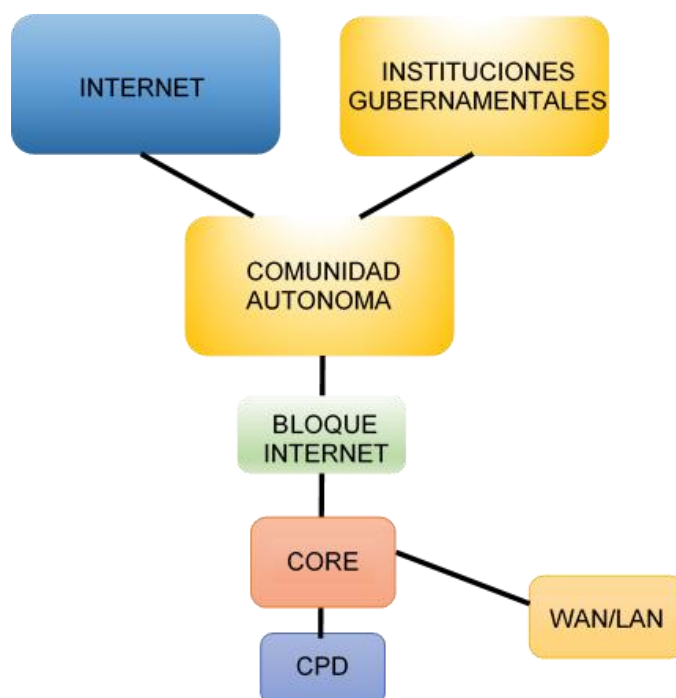 INTERNET
INSTITUCIONES
GUBERNAMENTALES
COMUNIDAD
AUTONOMA
BLOQUE
INTERNET
CORE
WAN/LAN
CPD